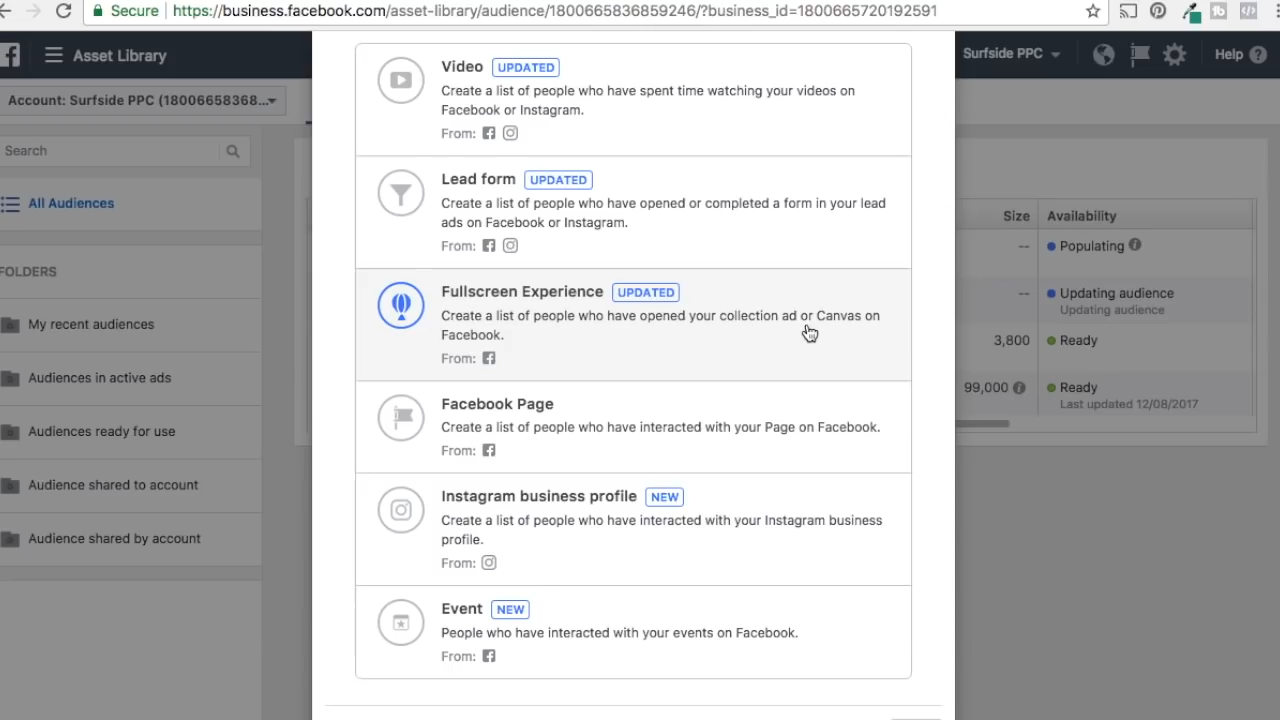 Secure https://business.facebook.com/asset-library/audience/1800665836859246/?business_id=1800665720192591
Asset Library
Surfside PPC
Help
Account: Surfside PPC (18006658368...
Search
All Audiences
FOLDERS
My recent audiences
Audiences in active ads
Audiences ready for use
Audience shared to account
Audience shared by account
Video UPDATED
Create a list of people who have spent time watching your videos on
Facebook or Instagram.
From:
Lead form UPDATED
Create a list of people who have opened or completed a form in your lead
ads on Facebook or Instagram.
From:
Fullscreen Experience UPDATED
Create a list of people who have opened your collection ad or Canvas on
Facebook.
From:
Facebook Page
Create a list of people who have interacted with your Page on Facebook.
From:
Instagram business profile NEW
Create a list of people who have interacted with your Instagram business
profile.
From:
Event NEW
People who have interacted with your events on Facebook.
From:
Size Availability
-- Populating
-- Updating audience
Updating audience
3,800 Ready
99,000 Ready
Last updated 12/08/2017